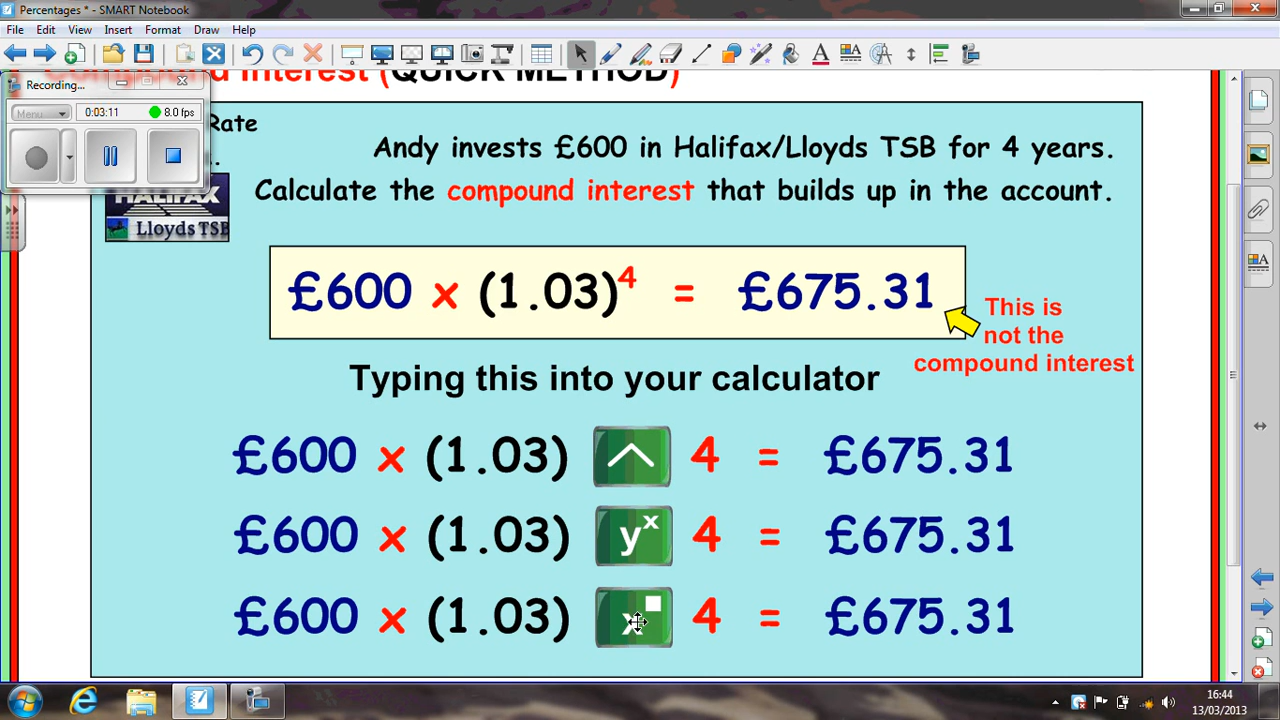 Percentages * - SMART Notebook
File Edit View Insert Format Draw Help
Compound Interest (QUICK METHOD)
Recording...
Menu 0:03:11 8.0 fps
Rate
Andy invests £600 in Halifax/Lloyds TSB for 4 years.
Calculate the compound interest that builds up in the account.
HALIFAX
Lloyds TSB
£600 x (1.03)⁴ = £675.31
This is
not the
compound interest
Typing this into your calculator
£600 x (1.03) ^ 4 = £675.31
£600 x (1.03) yˣ 4 = £675.31
£600 x (1.03) x 4 = £675.31
16:44
13/03/2013